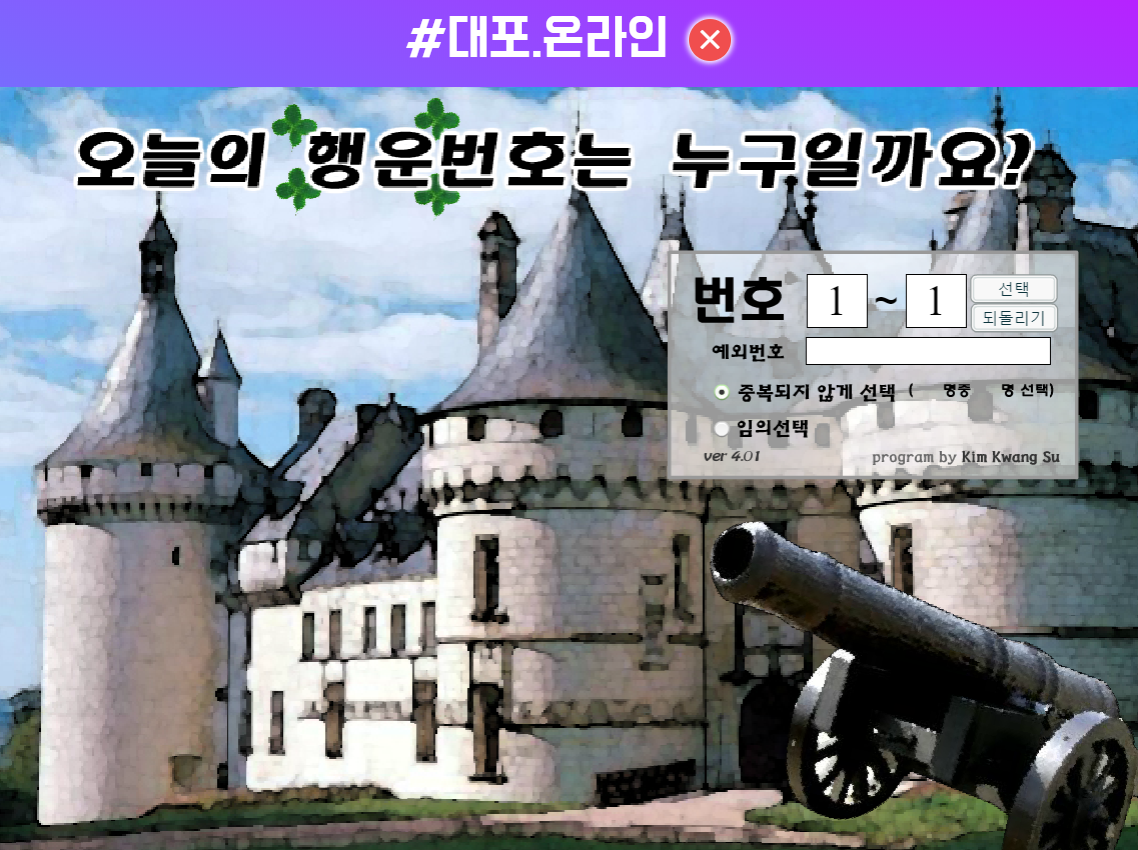 #대포.온라인
오늘의 행운번호는 누구일까요?
번호 1 ~ 1 선택
되돌리기
예외번호
중복되지 않게 선택 ( 명중 명 선택)
임의선택
ver 4.01 program by Kim Kwang Su